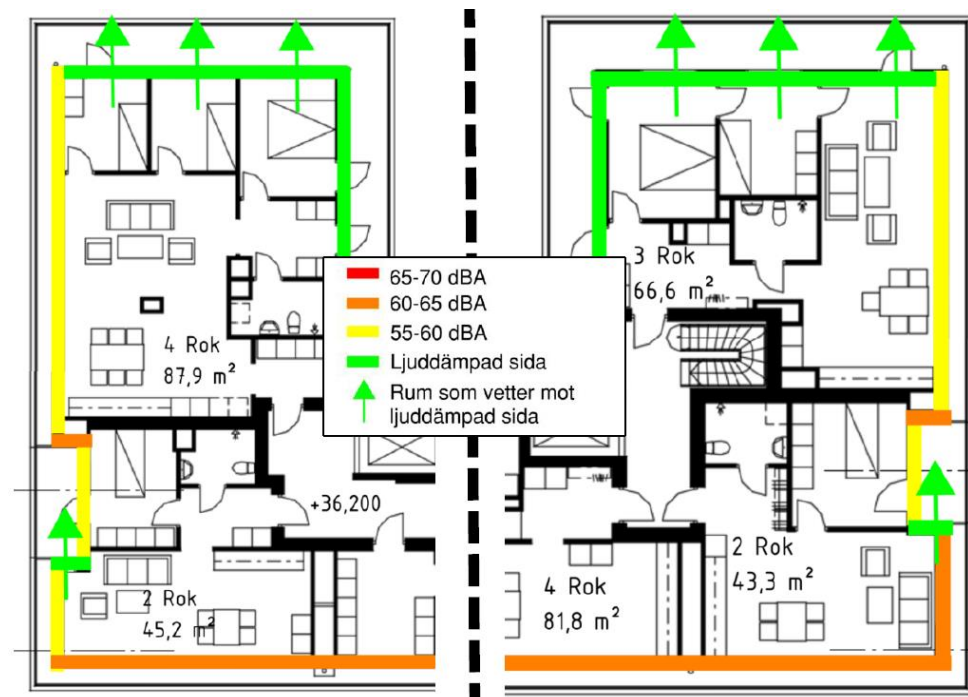 3 Rok
66,6 m²
65-70 dBA
60-65 dBA
55-60 dBA
Ljuddämpad sida
Rum som vetter mot
ljuddämpad sida
4 Rok
87,9 m²
+36,200
2 Rok
45,2 m²
4 Rok
81,8 m²
2 Rok
43,3 m²